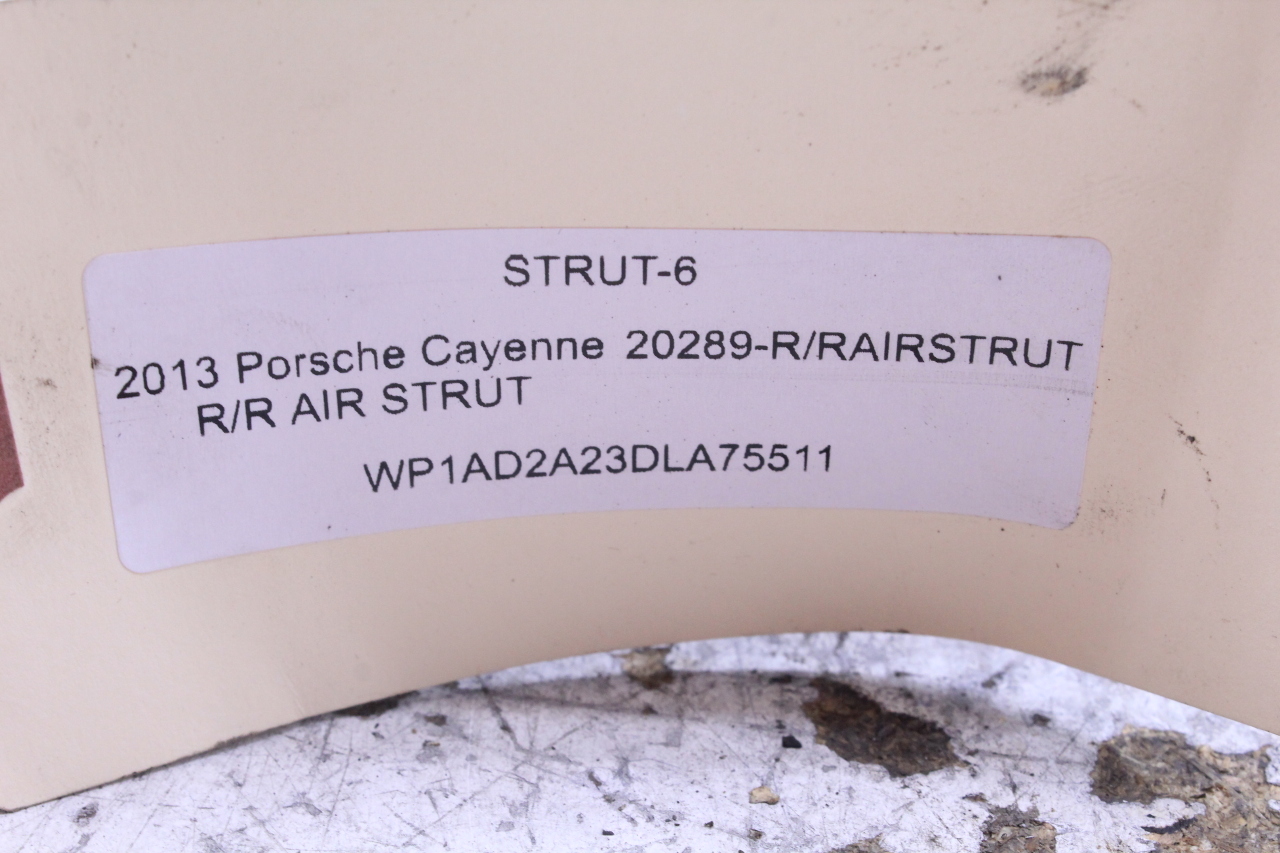 STRUT-6
2013 Porsche Cayenne 20289-R/RAIRSTRUT
R/R AIR STRUT
WP1AD2A23DLA75511